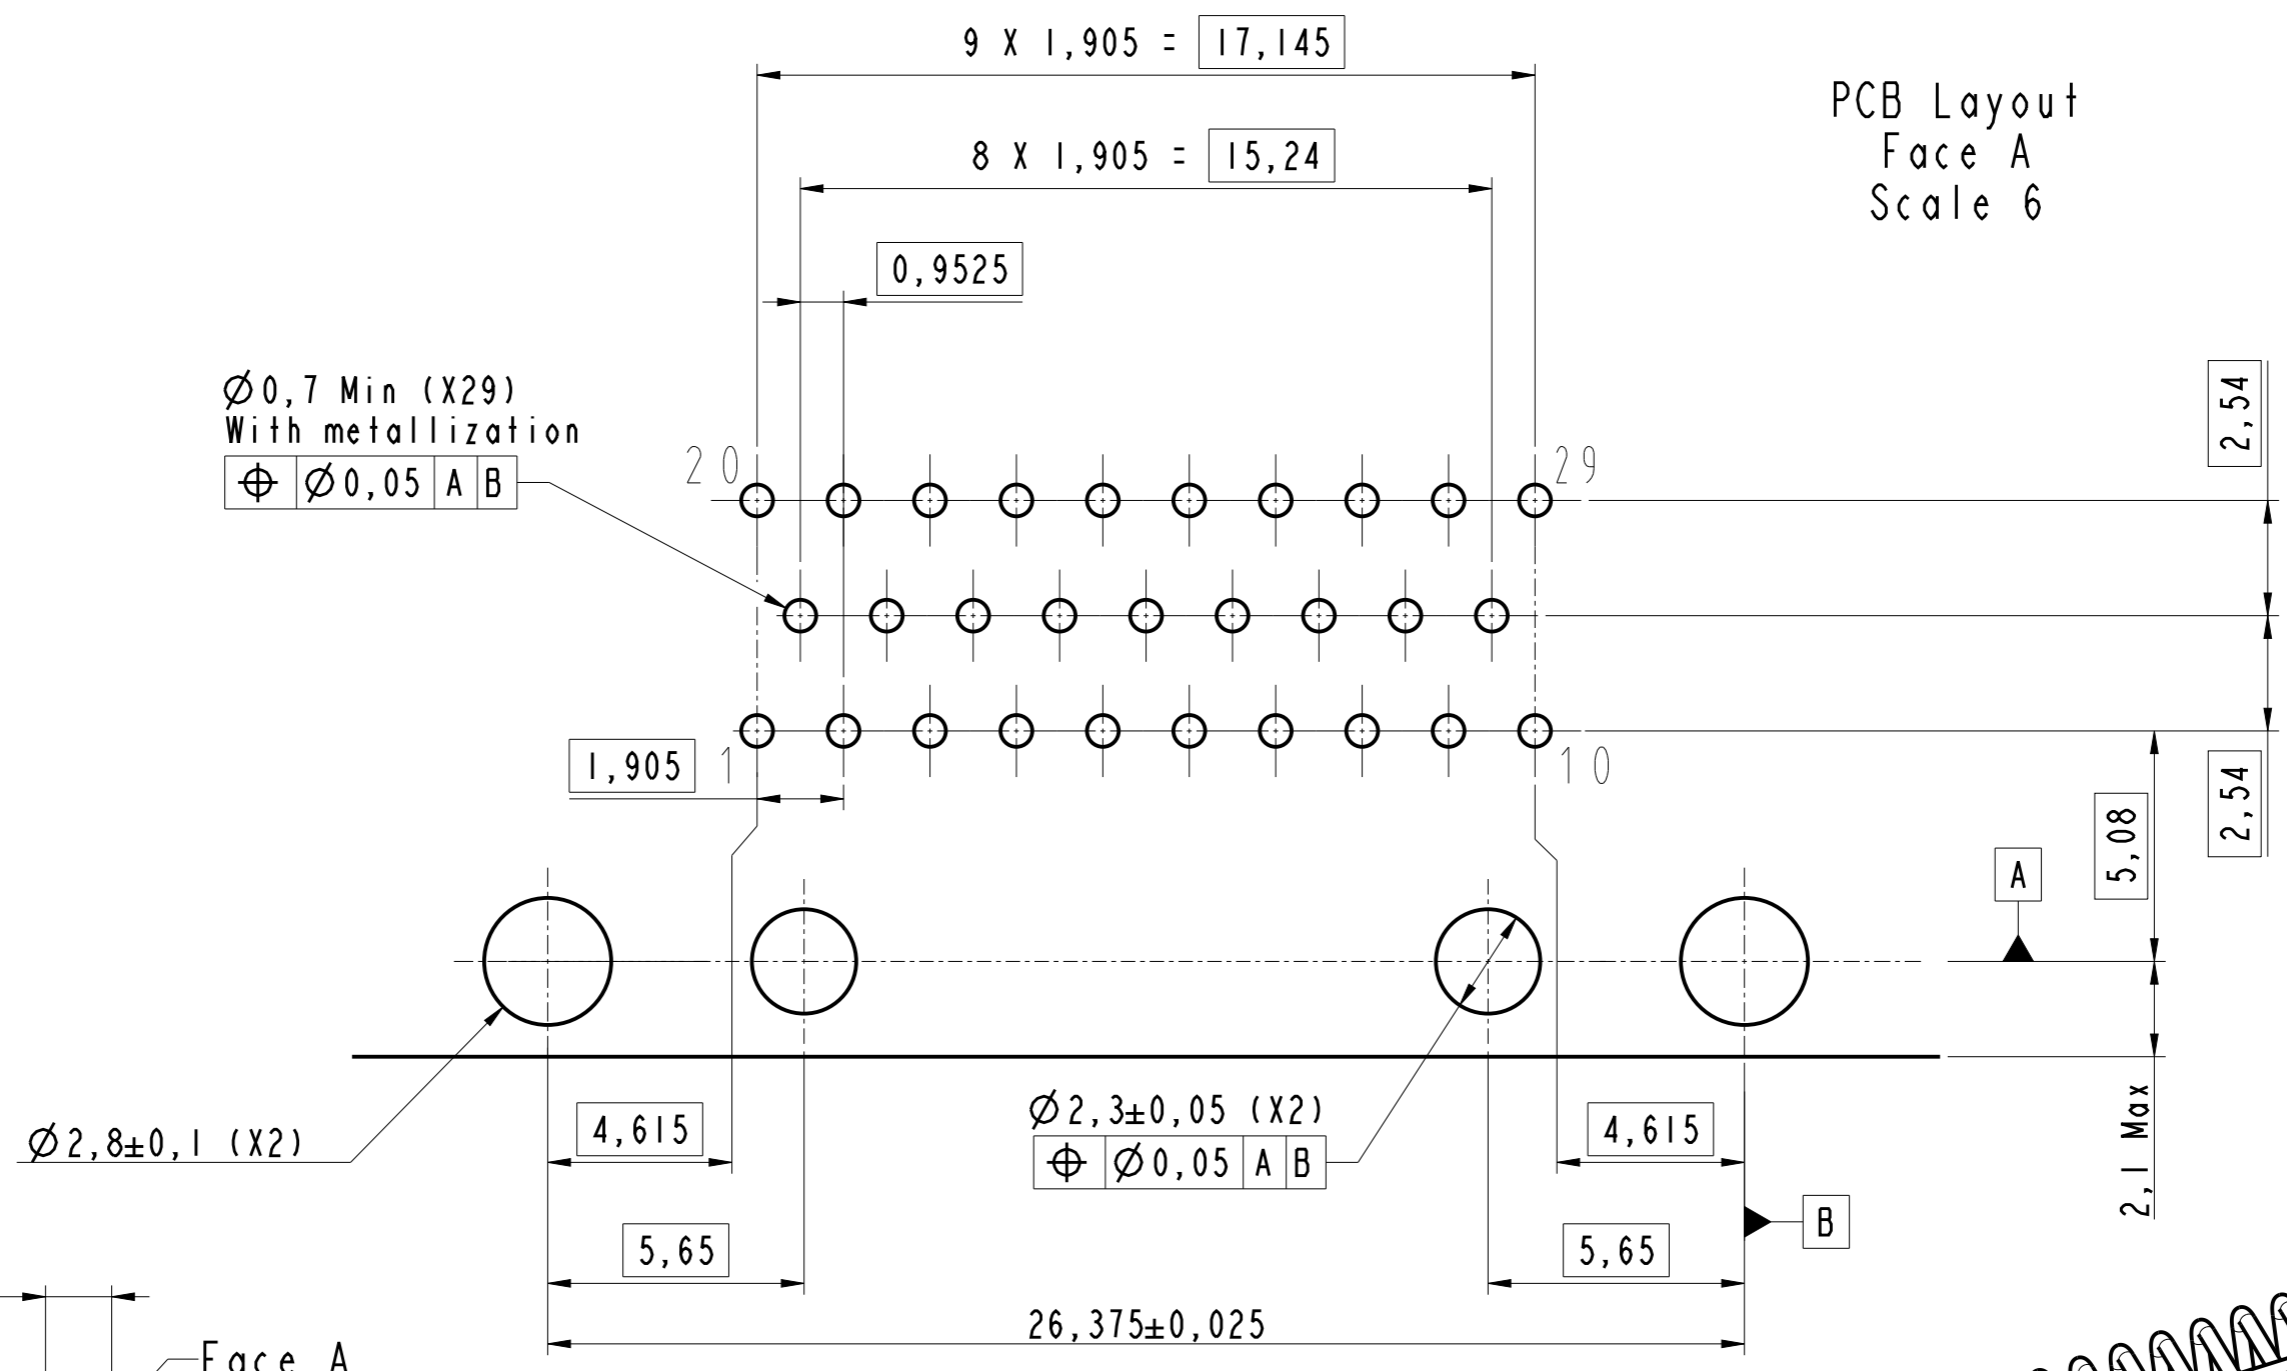 9 X 1,905 = 17,145
PCB Layout
Face A
Scale 6
8 X 1,905 = 15,24
0,9525
Ø0,7 Min (X29)
With metallization
⌖ Ø0,05 A B
20
29
2,54
1,905
1
10
2,54
5,08
A
Ø2,8±0,1 (X2)
4,615
Ø2,3±0,05 (X2)
⌖ Ø0,05 A B
4,615
2,1 Max
B
5,65
5,65
26,375±0,025
Face A